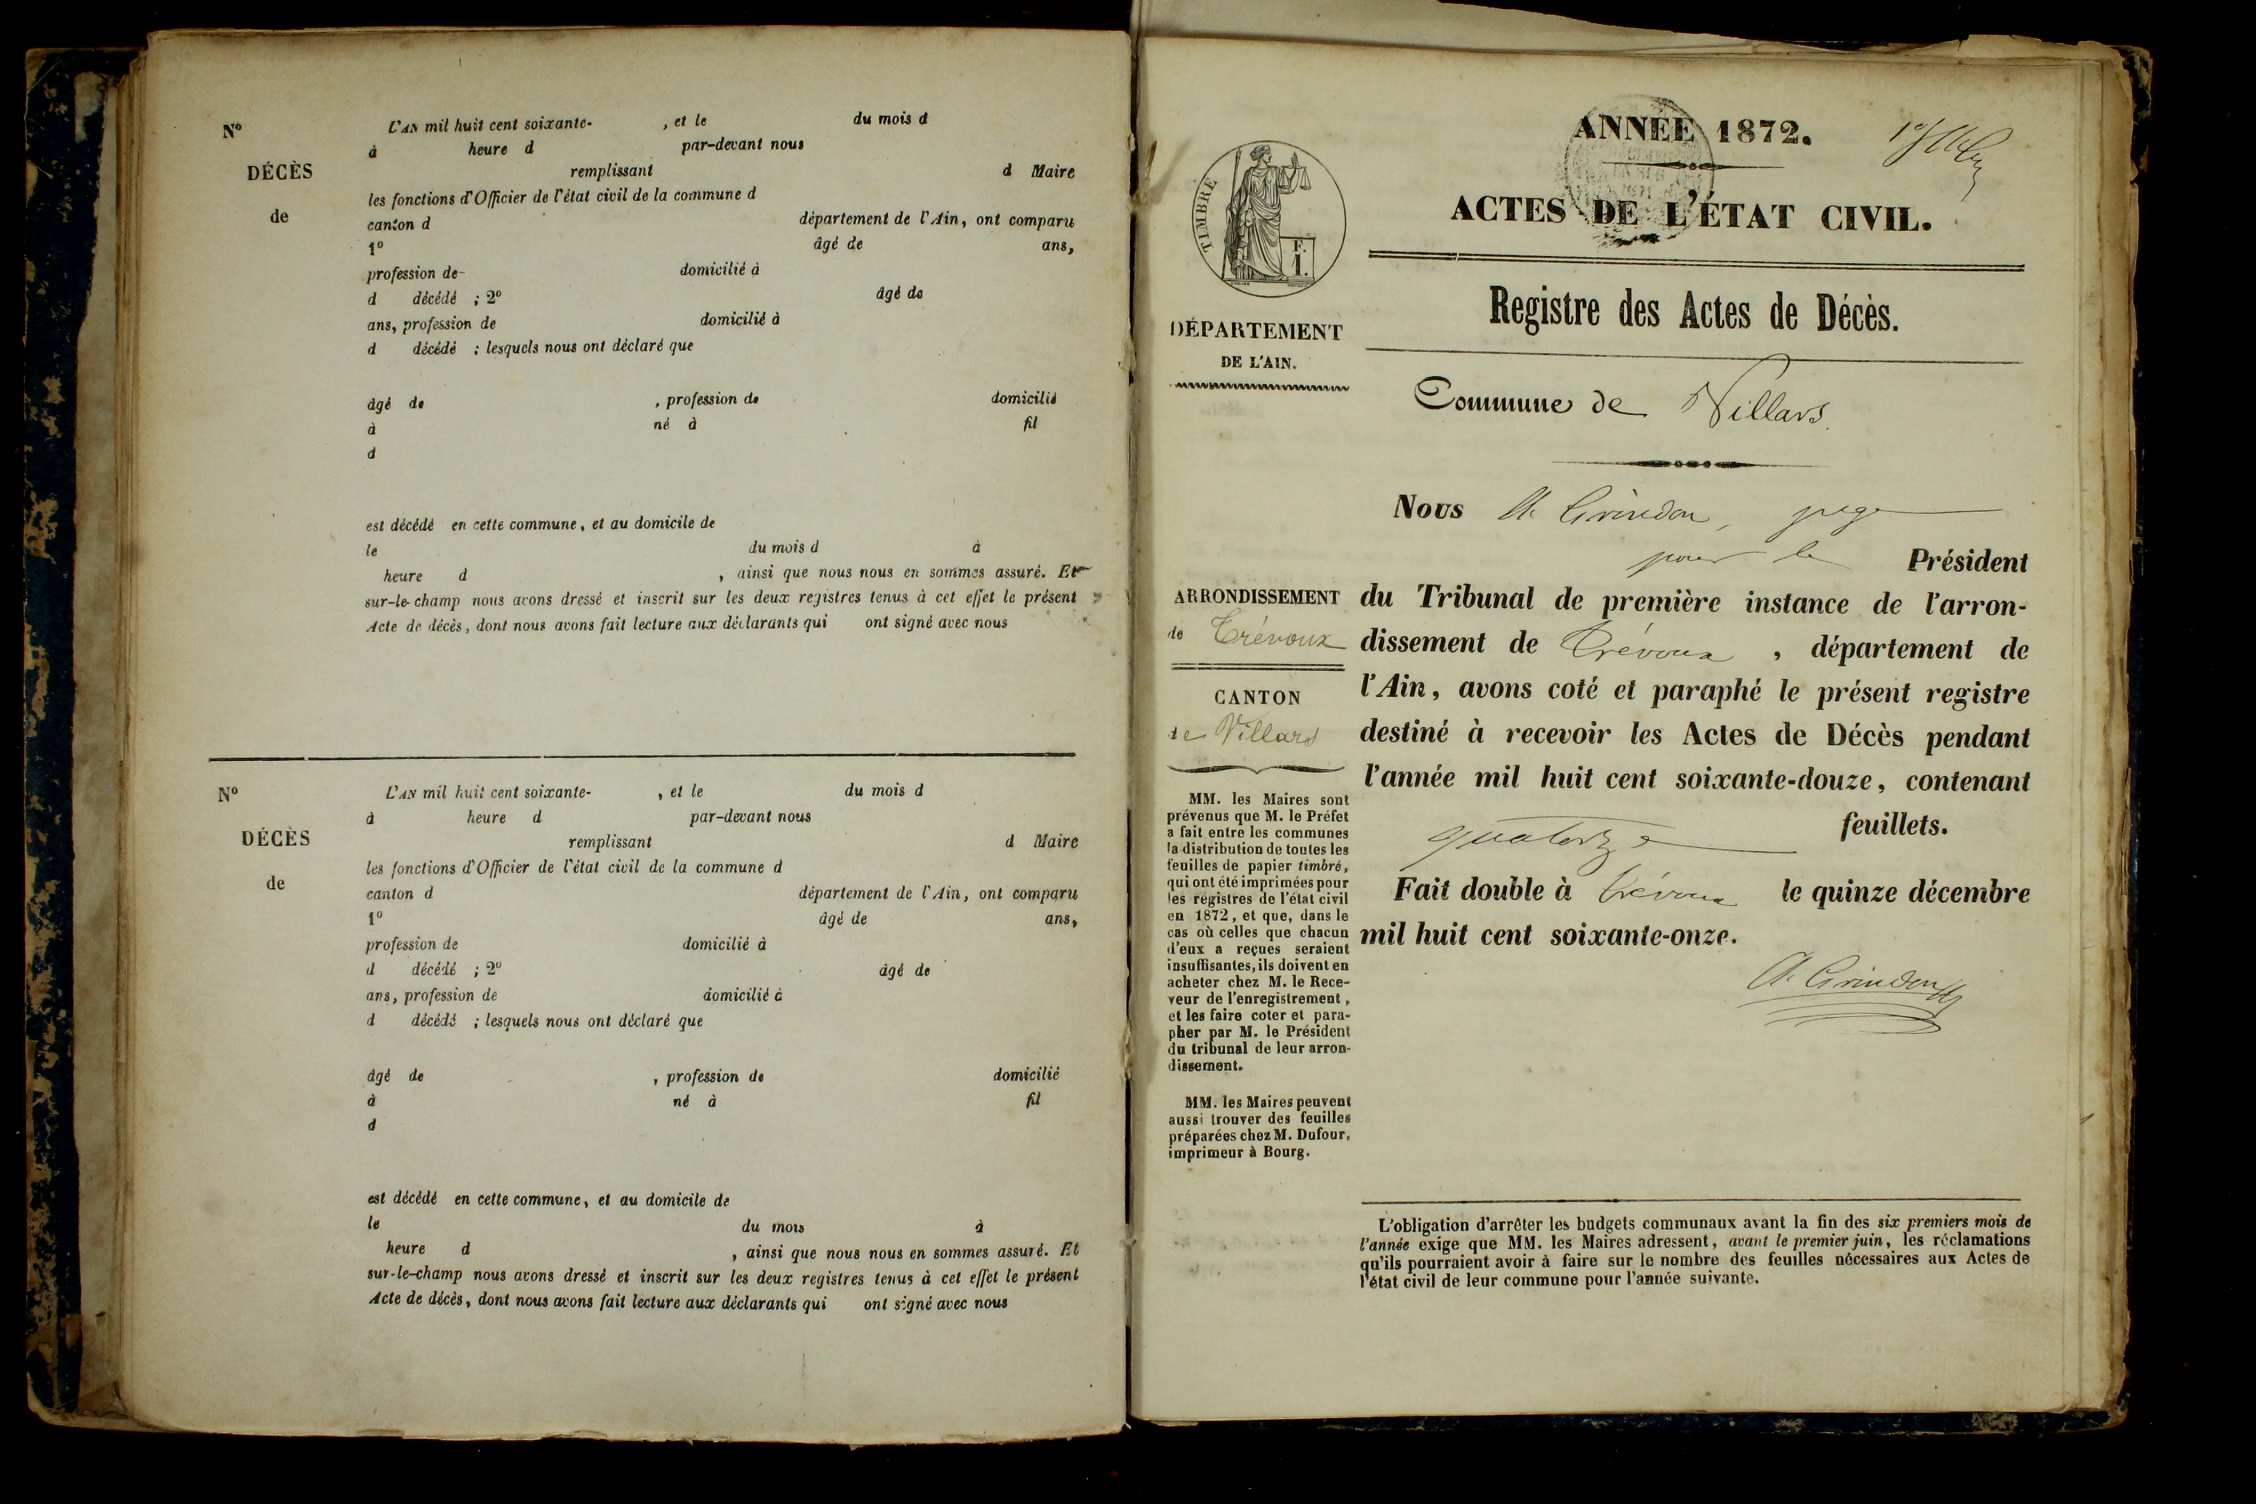 Nº
DÉCÈS
de
L'AN mil huit cent soixante- , et le du mois d
à heure d par-devant nous
remplissant d Maire
les fonctions d'Officier de l'état civil de la commune d
canton d département de l'Ain, ont comparu
1º âgé de ans,
profession de domicilié à
d décédé ; 2º âgé de
ans, profession de domicilié à
d décédé ; lesquels nous ont déclaré que
âgé de , profession de domicilié
à né à fil
d
est décédé en cette commune, et au domicile de
le du mois d à
heure d , ainsi que nous nous en sommes assuré. Et
sur-le-champ nous avons dressé et inscrit sur les deux registres tenus à cet effet le présent
Acte de décès, dont nous avons fait lecture aux déclarants qui ont signé avec nous
Nº
DÉCÈS
de
L'AN mil huit cent soixante- , et le du mois d
à heure d par-devant nous
remplissant d Maire
les fonctions d'Officier de l'état civil de la commune d
canton d département de l'Ain, ont comparu
1º âgé de ans,
profession de domicilié à
d décédé ; 2º âgé de
ans, profession de domicilié à
d décédé ; lesquels nous ont déclaré que
âgé de , profession de domicilié
à né à fil
d
est décédé en cette commune, et au domicile de
le du mois à
heure d , ainsi que nous nous en sommes assuré. Et
sur-le-champ nous avons dressé et inscrit sur les deux registres tenus à cet effet le présent
Acte de décès, dont nous avons fait lecture aux déclarants qui ont signé avec nous
TIMBRE
F.
1.
DÉPARTEMENT
DE L'AIN.
ARRONDISSEMENT
de Trévoux
CANTON
de Villars
MM. les Maires sont
prévenus que M. le Préfet
a fait entre les communes
la distribution de toutes les
feuilles de papier timbré,
qui ont été imprimées pour
les registres de l'état civil
en 1872, et que, dans le
cas où celles que chacun
d'eux a reçues seraient
insuffisantes, ils doivent en
acheter chez M. le Rece-
veur de l'enregistrement,
et les faire coter et para-
pher par M. le Président
du tribunal de leur arron-
dissement.
MM. les Maires peuvent
aussi trouver des feuilles
préparées chez M. Dufour,
imprimeur à Bourg.
ANNÉE 1872.
ACTES DE L'ÉTAT CIVIL.
Registre des Actes de Décès.
Commune de Villars.
Nous A. Grindon, juge
pour le Président
du Tribunal de première instance de l'arron-
dissement de Trévoux , département de
l'Ain, avons coté et paraphé le présent registre
destiné à recevoir les Actes de Décès pendant
l'année mil huit cent soixante-douze, contenant
quatorze feuillets.
Fait double à Trévoux le quinze décembre
mil huit cent soixante-onze.
A. Grindon
L'obligation d'arrêter les budgets communaux avant la fin des six premiers mois de
l'année exige que MM. les Maires adressent, avant le premier juin, les réclamations
qu'ils pourraient avoir à faire sur le nombre des feuilles nécessaires aux Actes de
l'état civil de leur commune pour l'année suivante.